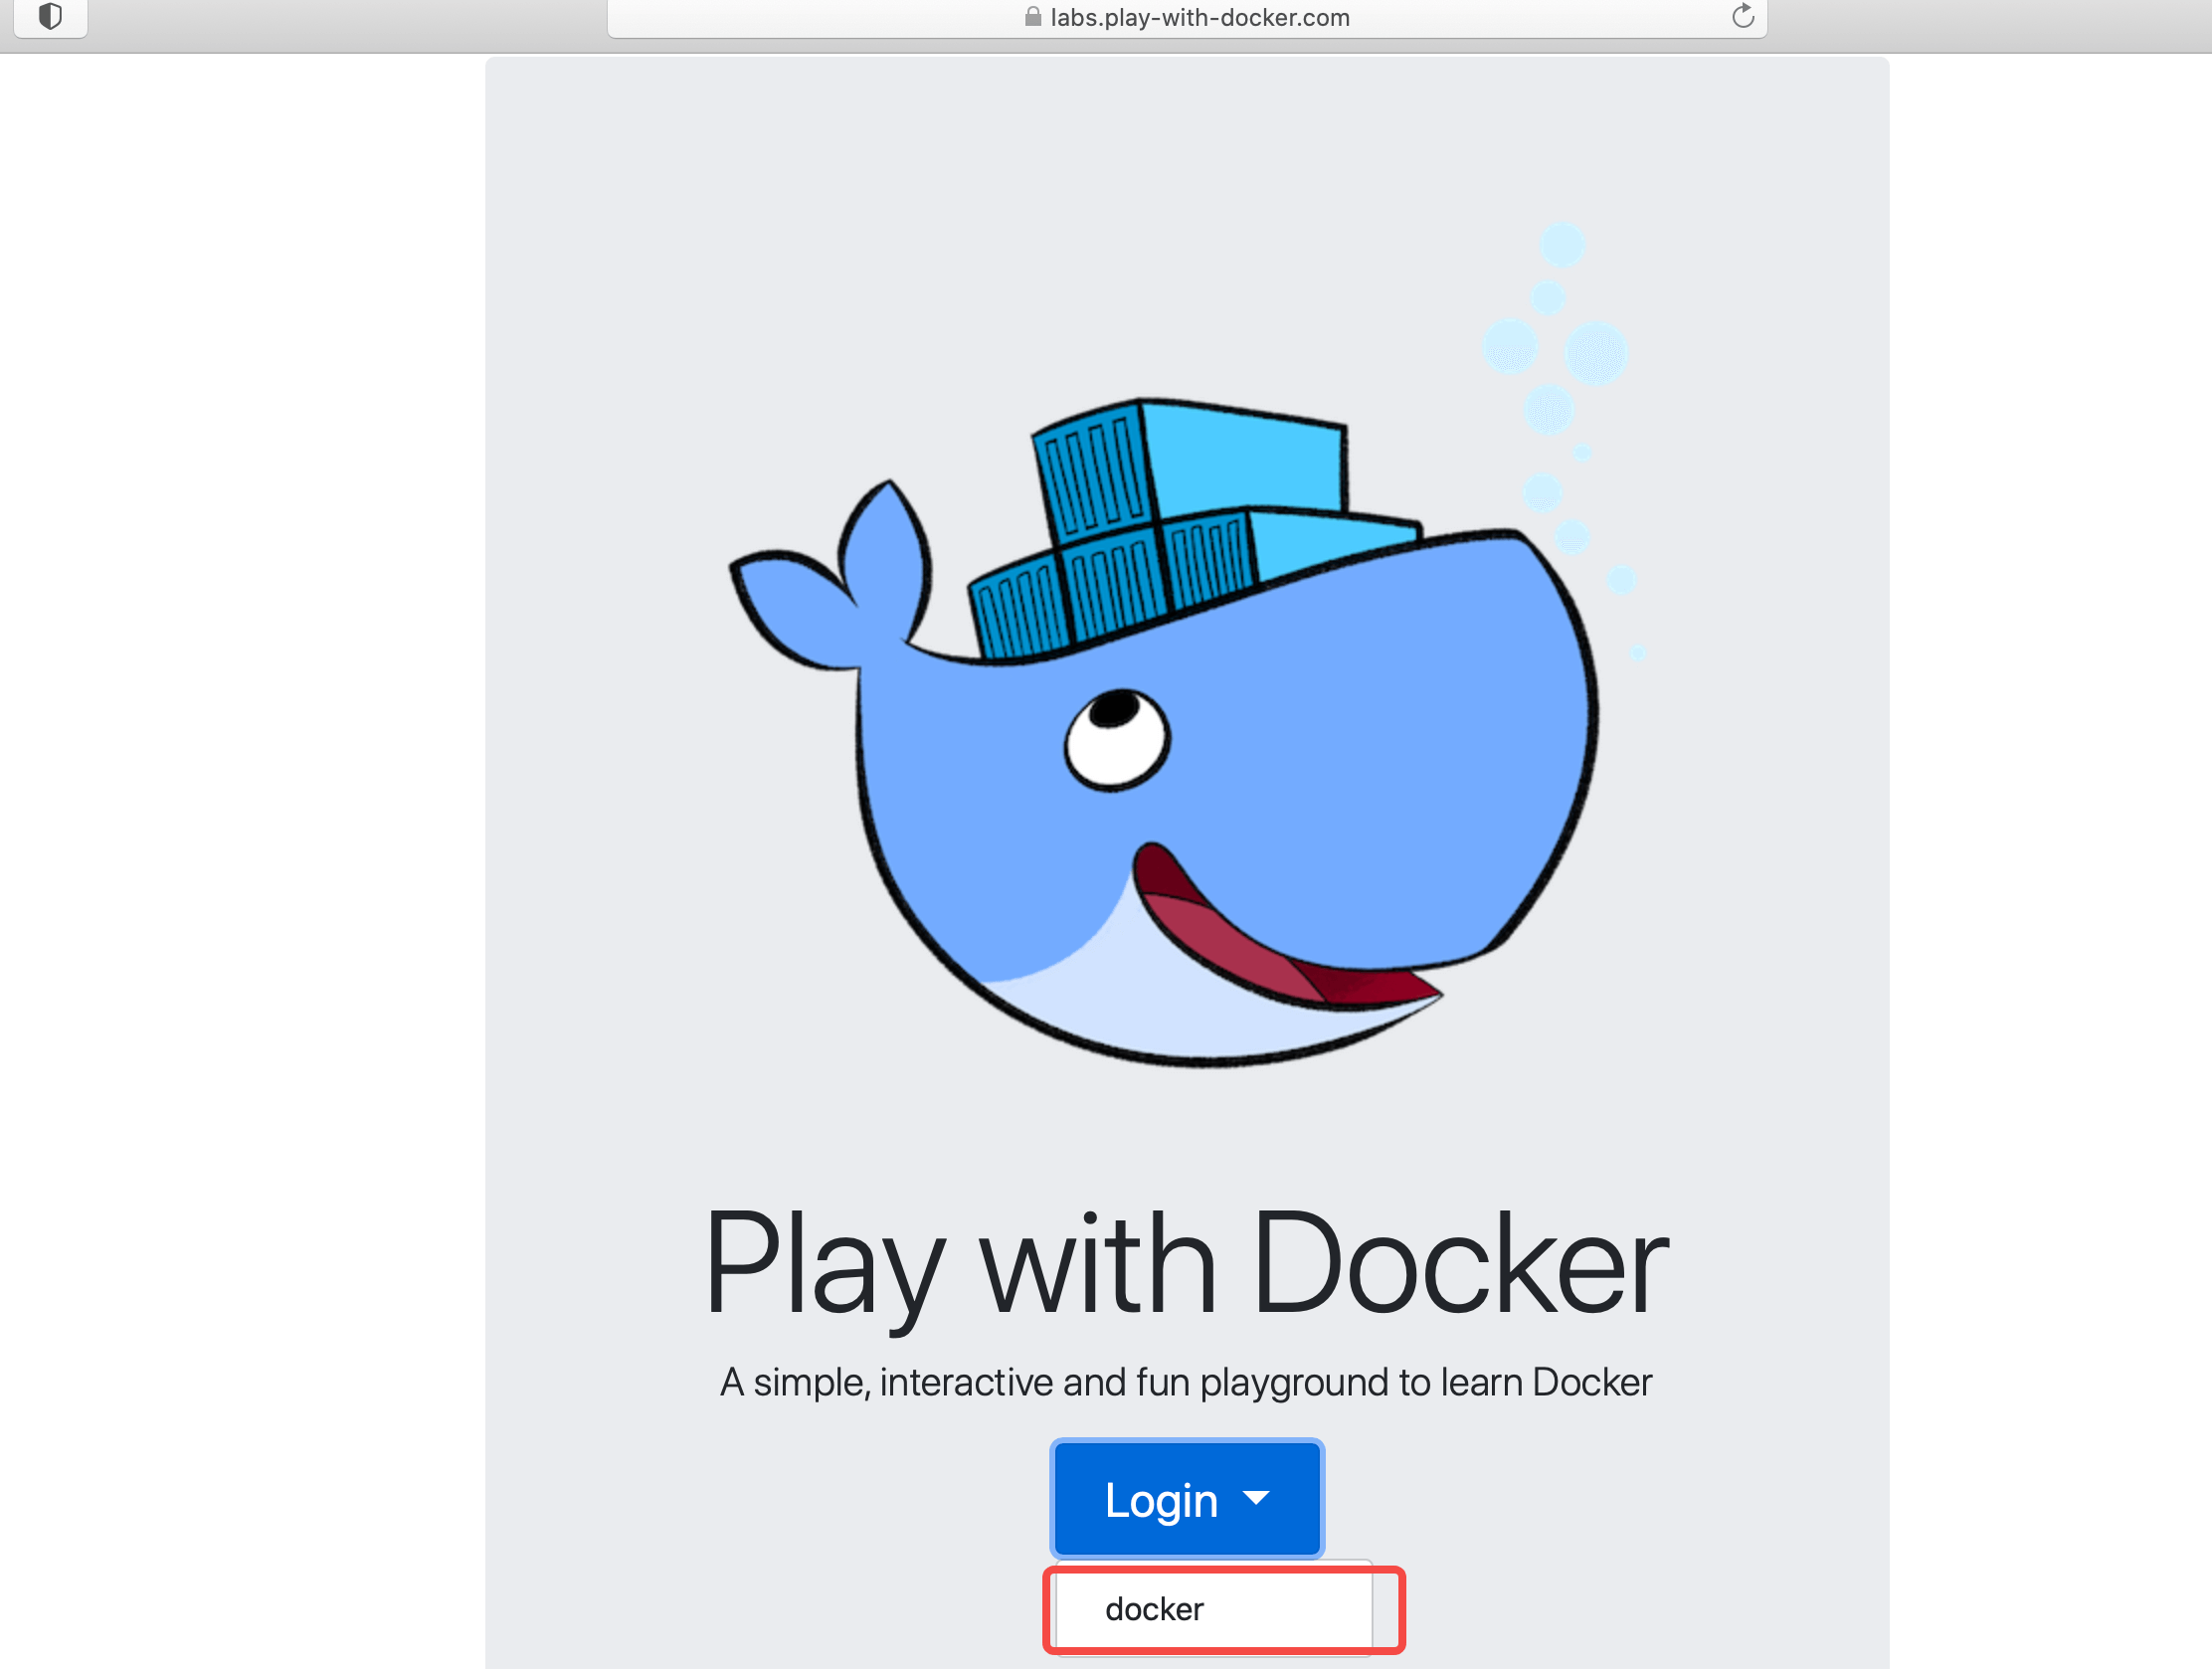 labs.play-with-docker.com
Play with Docker
A simple, interactive and fun playground to learn Docker
Login
docker